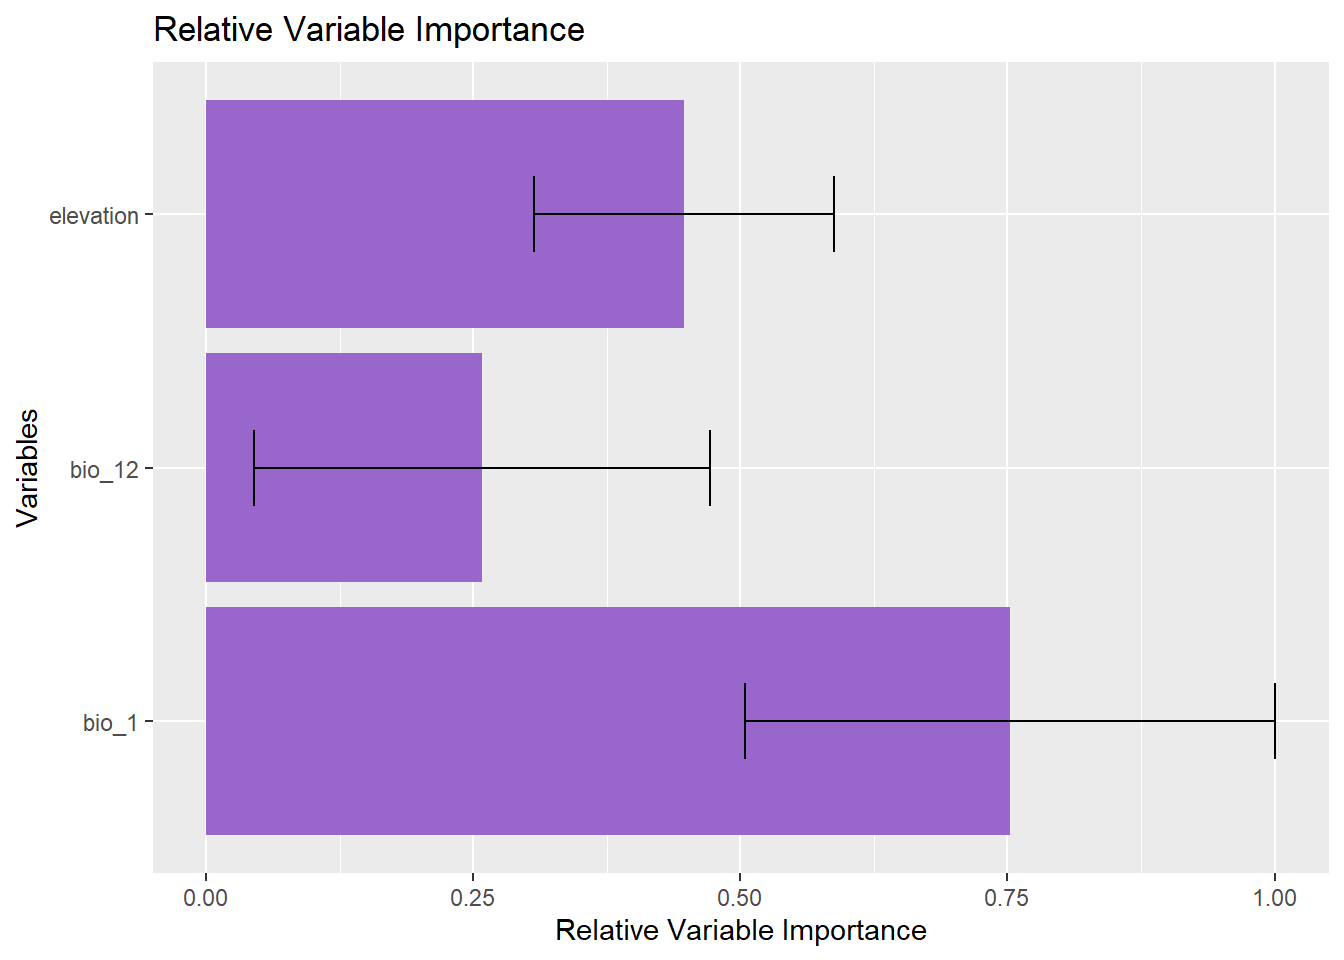 Relative Variable Importance
elevation
bio_12
bio_1
Variables
0.00 0.25 0.50 0.75 1.00
Relative Variable Importance